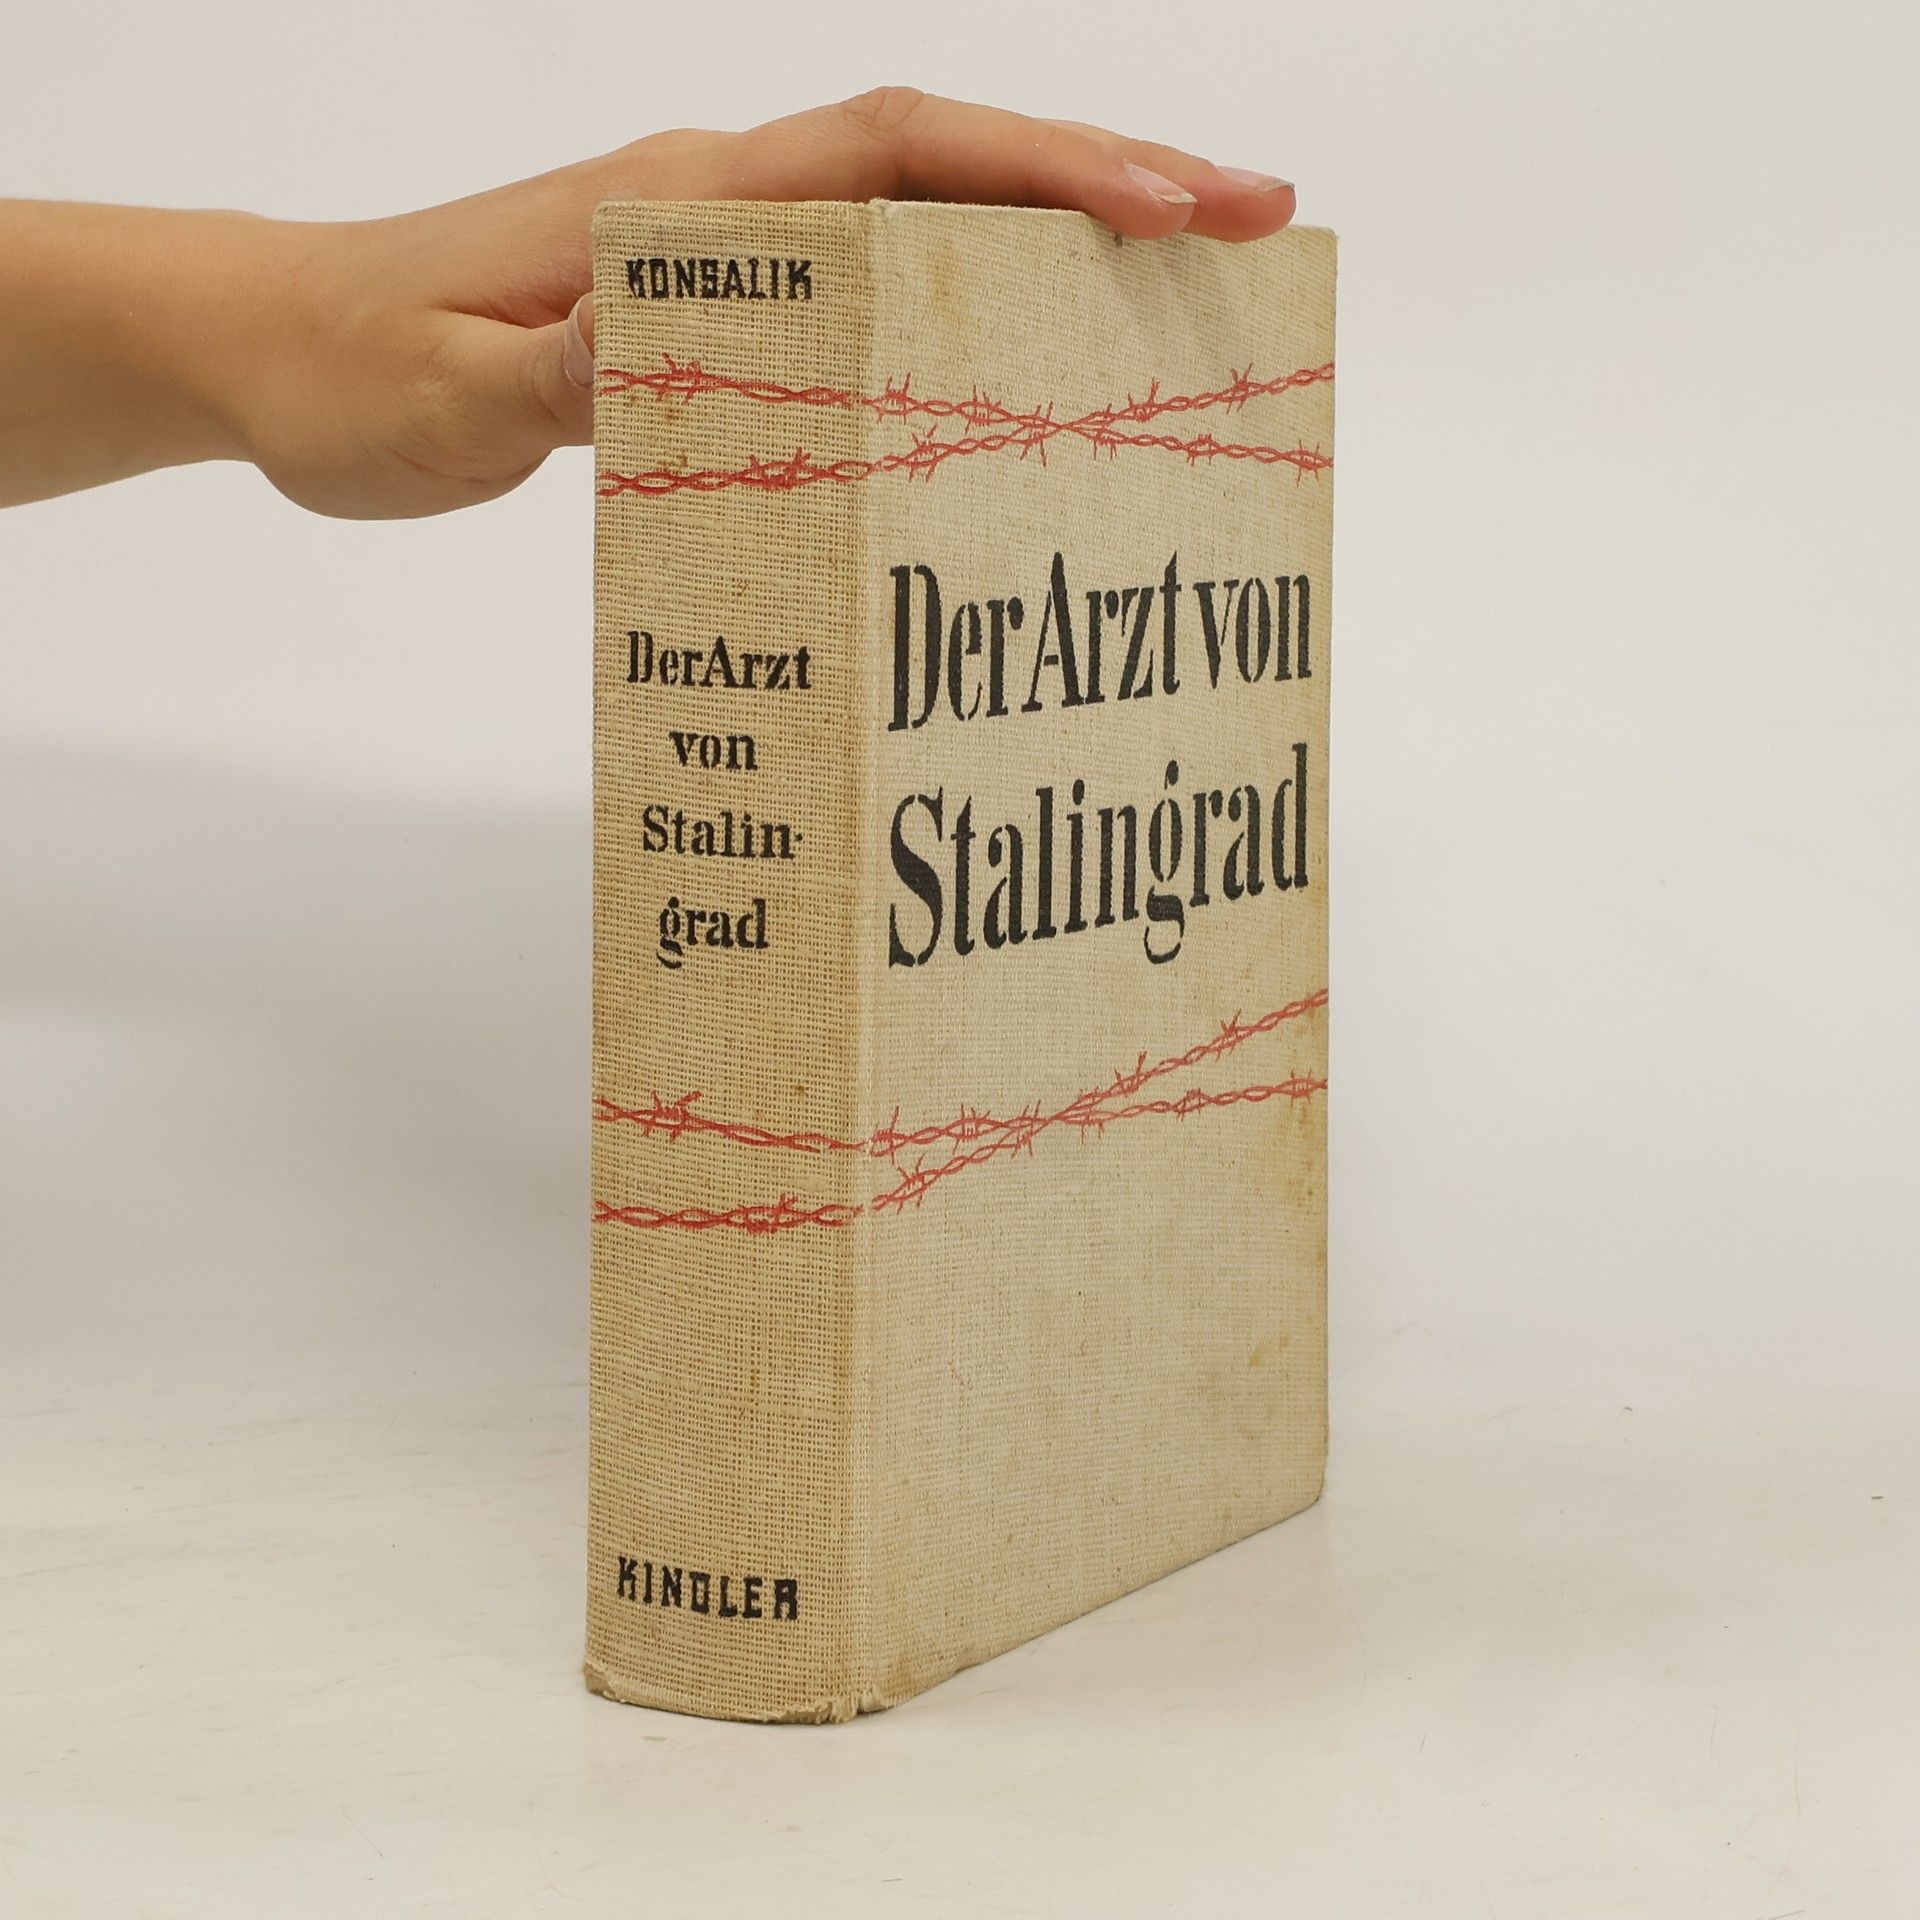 KONSALIK
Der Arzt
von
Stalin-
grad
KINDLER
Der Arzt von
Stalingrad